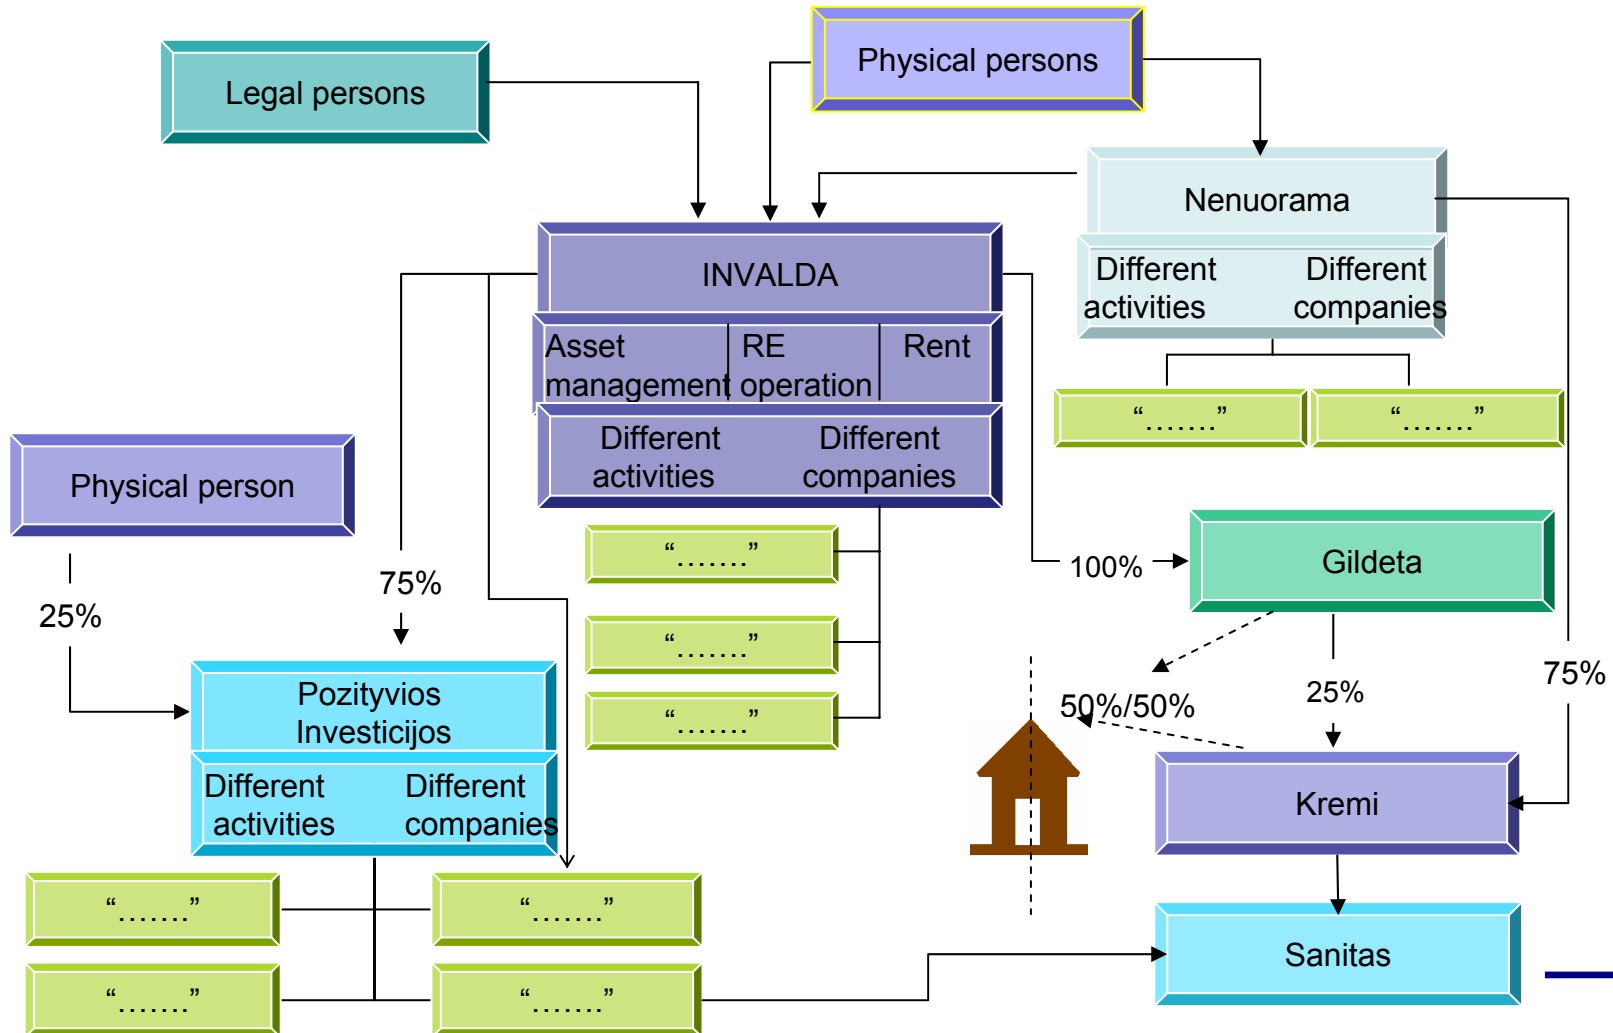 Physical persons
Legal persons
Nenuorama
Different Different
activities companies
INVALDA
Asset RE Rent
management operation
Different Different
activities companies
“.......” “.......”
Physical person
“.......”
Gildeta
100%
75%
25%
“.......”
75%
50%/50% 25%
Pozityvios
Investicijos
“.......”
Different Different
activities companies
Kremi
“.......” “.......”
Sanitas
“.......” “.......”